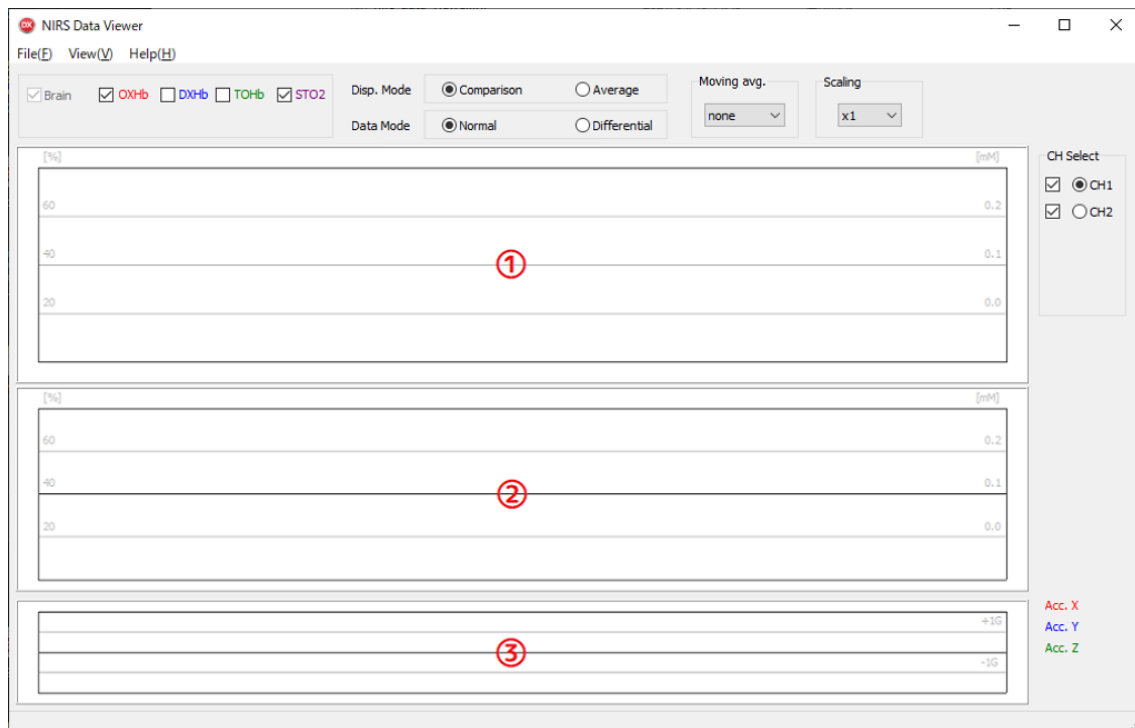 DX NIRS Data Viewer
File(F) View(V) Help(H)
Brain OXHb DXHb TOHb STO2
Disp. Mode Comparison Average
Data Mode Normal Differential
Moving avg.
none
Scaling
x1
[%] [mM]
60 0.2
40 0.1
20 0.0
①
CH Select
CH1
CH2
[%] [mM]
60 0.2
40 0.1
20 0.0
②
+1G
③
-1G
Acc. X
Acc. Y
Acc. Z